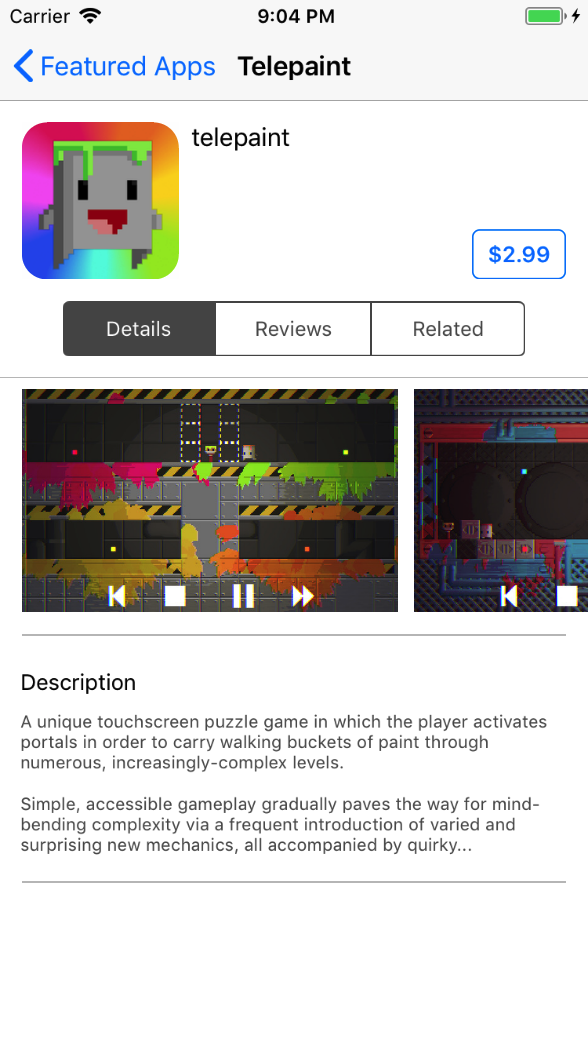 Carrier 9:04 PM
Featured Apps Telepaint
telepaint
$2.99
Details Reviews Related
Description
A unique touchscreen puzzle game in which the player activates
portals in order to carry walking buckets of paint through
numerous, increasingly-complex levels.
Simple, accessible gameplay gradually paves the way for mind-
bending complexity via a frequent introduction of varied and
surprising new mechanics, all accompanied by quirky...